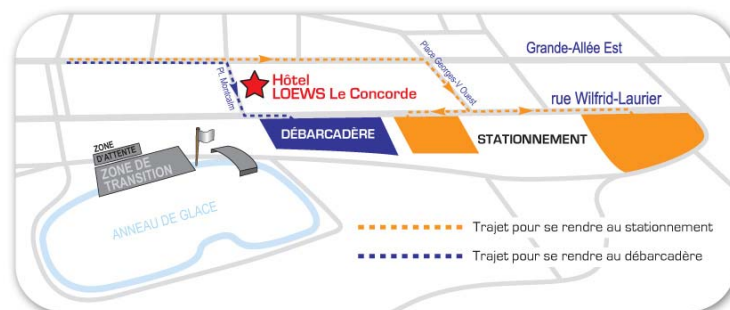 Grande-Allée Est
Place Georges-V Ouest
Pl. Montcalm
Hôtel
LOEWS Le Concorde
rue Wilfrid-Laurier
DÉBARCADÈRE
STATIONNEMENT
ZONE
D'ATTENTE
ZONE DE
TRANSITION
ANNEAU DE GLACE
Trajet pour se rendre au stationnement
Trajet pour se rendre au débarcadère